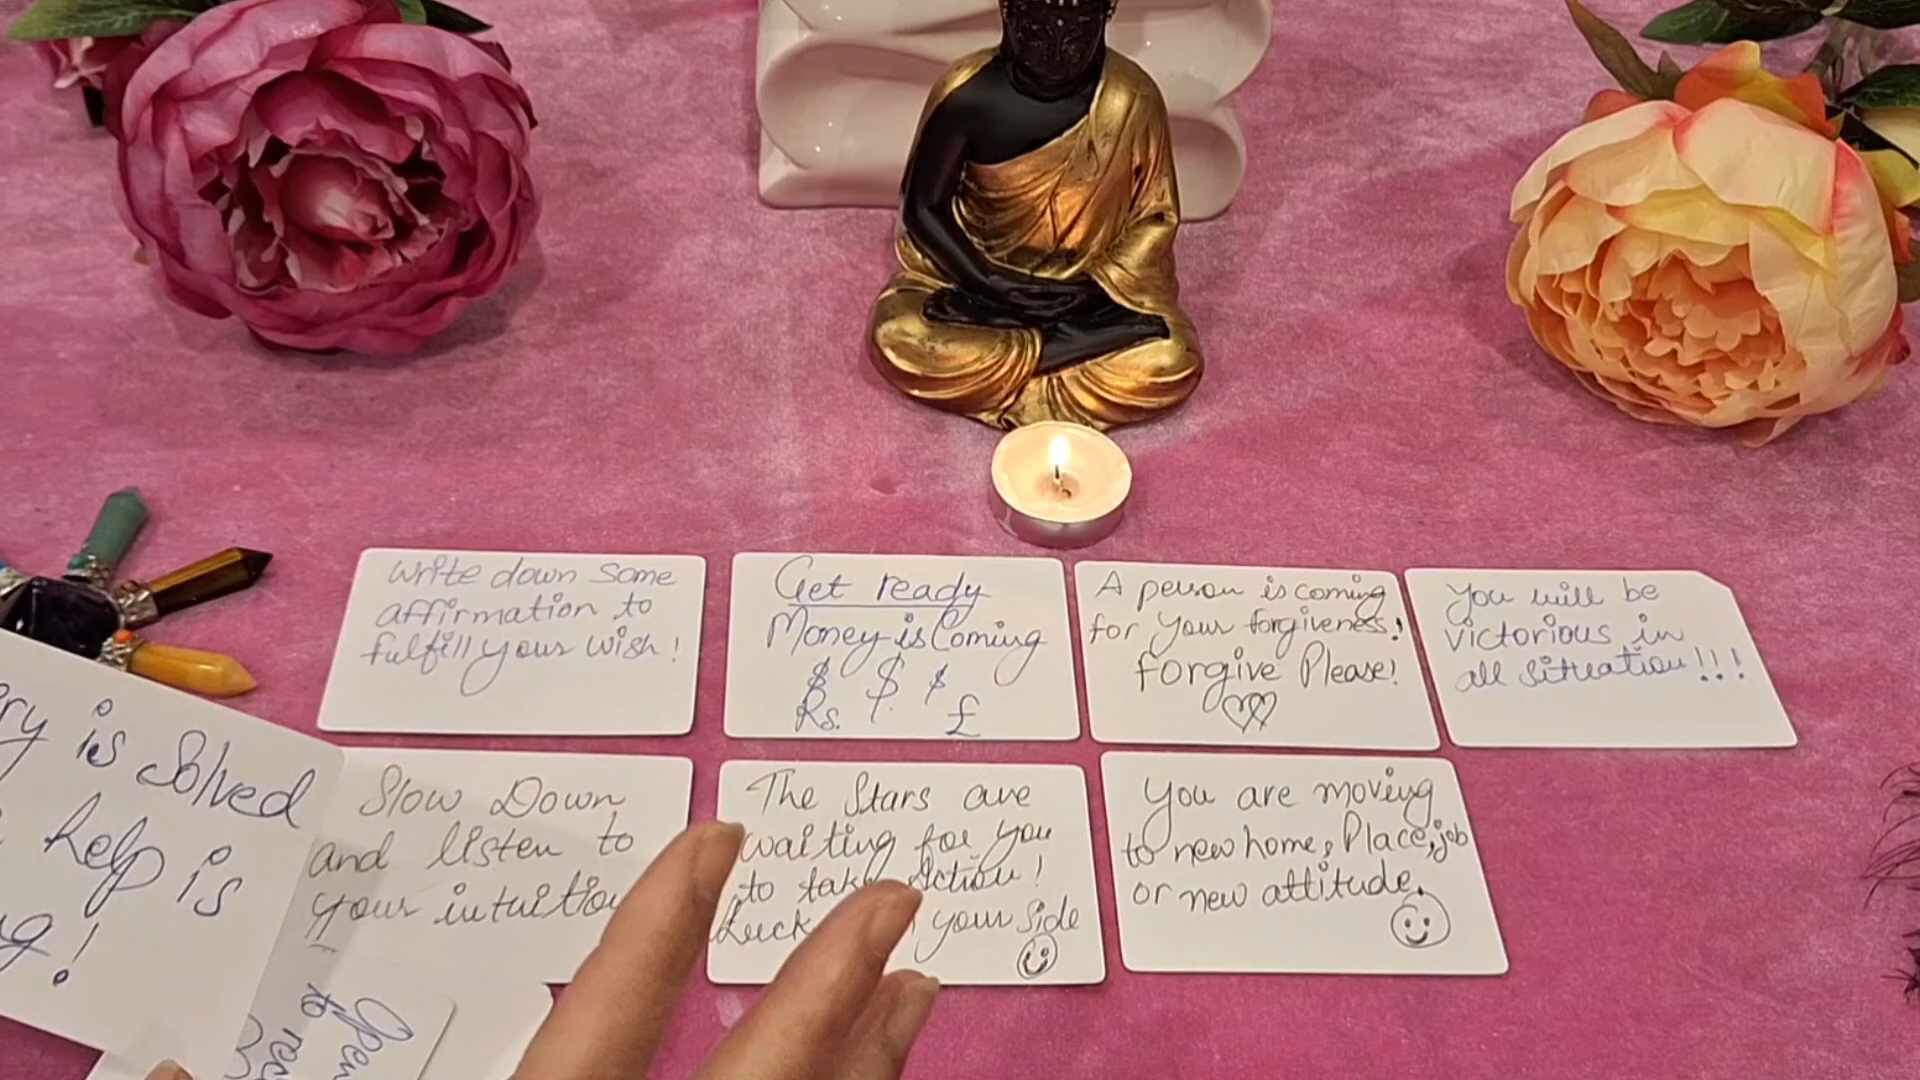 Write down some
affirmation to
fulfill your wish!
Get ready
Money is Coming
$ $ $
Rs. £
A person is coming
for your forgiveness!
forgive Please!
You will be
victorious in
all situation!!!
is Solved
help is
!
Slow Down
and listen to
your intuition
The Stars are
waiting for you
to take Action!
Luck your side
You are moving
to new home, Place, job
or new attitude.
Open
to